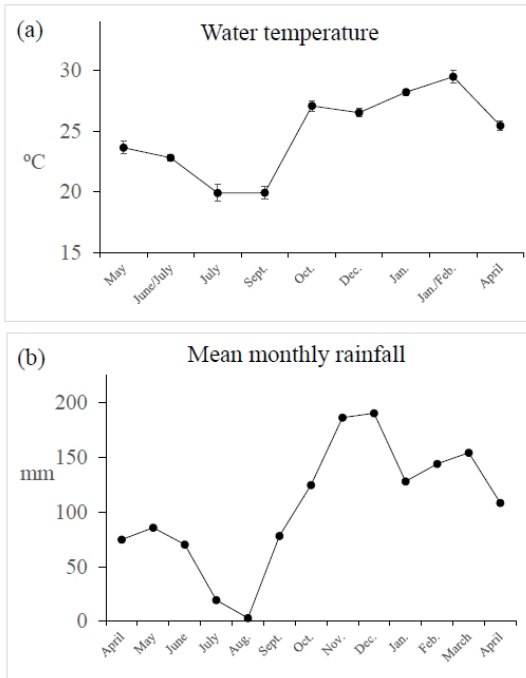 (a)
Water temperature
30
25
ºC
20
15
May
June/July
July
Sept.
Oct.
Dec.
Jan.
Jan./Feb.
April
(b)
Mean monthly rainfall
200
150
mm
100
50
0
April
May
June
July
Aug.
Sept.
Oct.
Nov.
Dec.
Jan.
Feb.
March
April